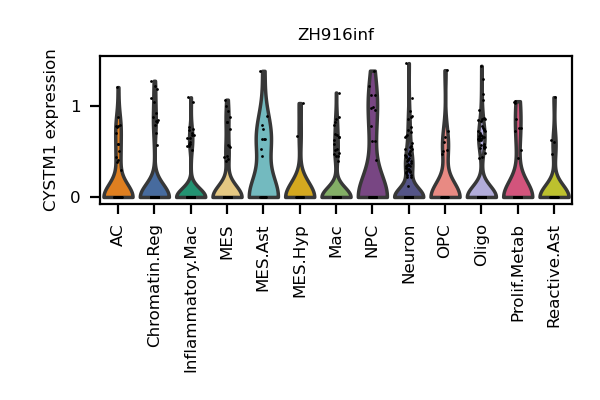 ZH916inf
CYSTM1 expression
1
0
AC
Chromatin.Reg
Inflammatory.Mac
MES
MES.Ast
MES.Hyp
Mac
NPC
Neuron
OPC
Oligo
Prolif.Metab
Reactive.Ast